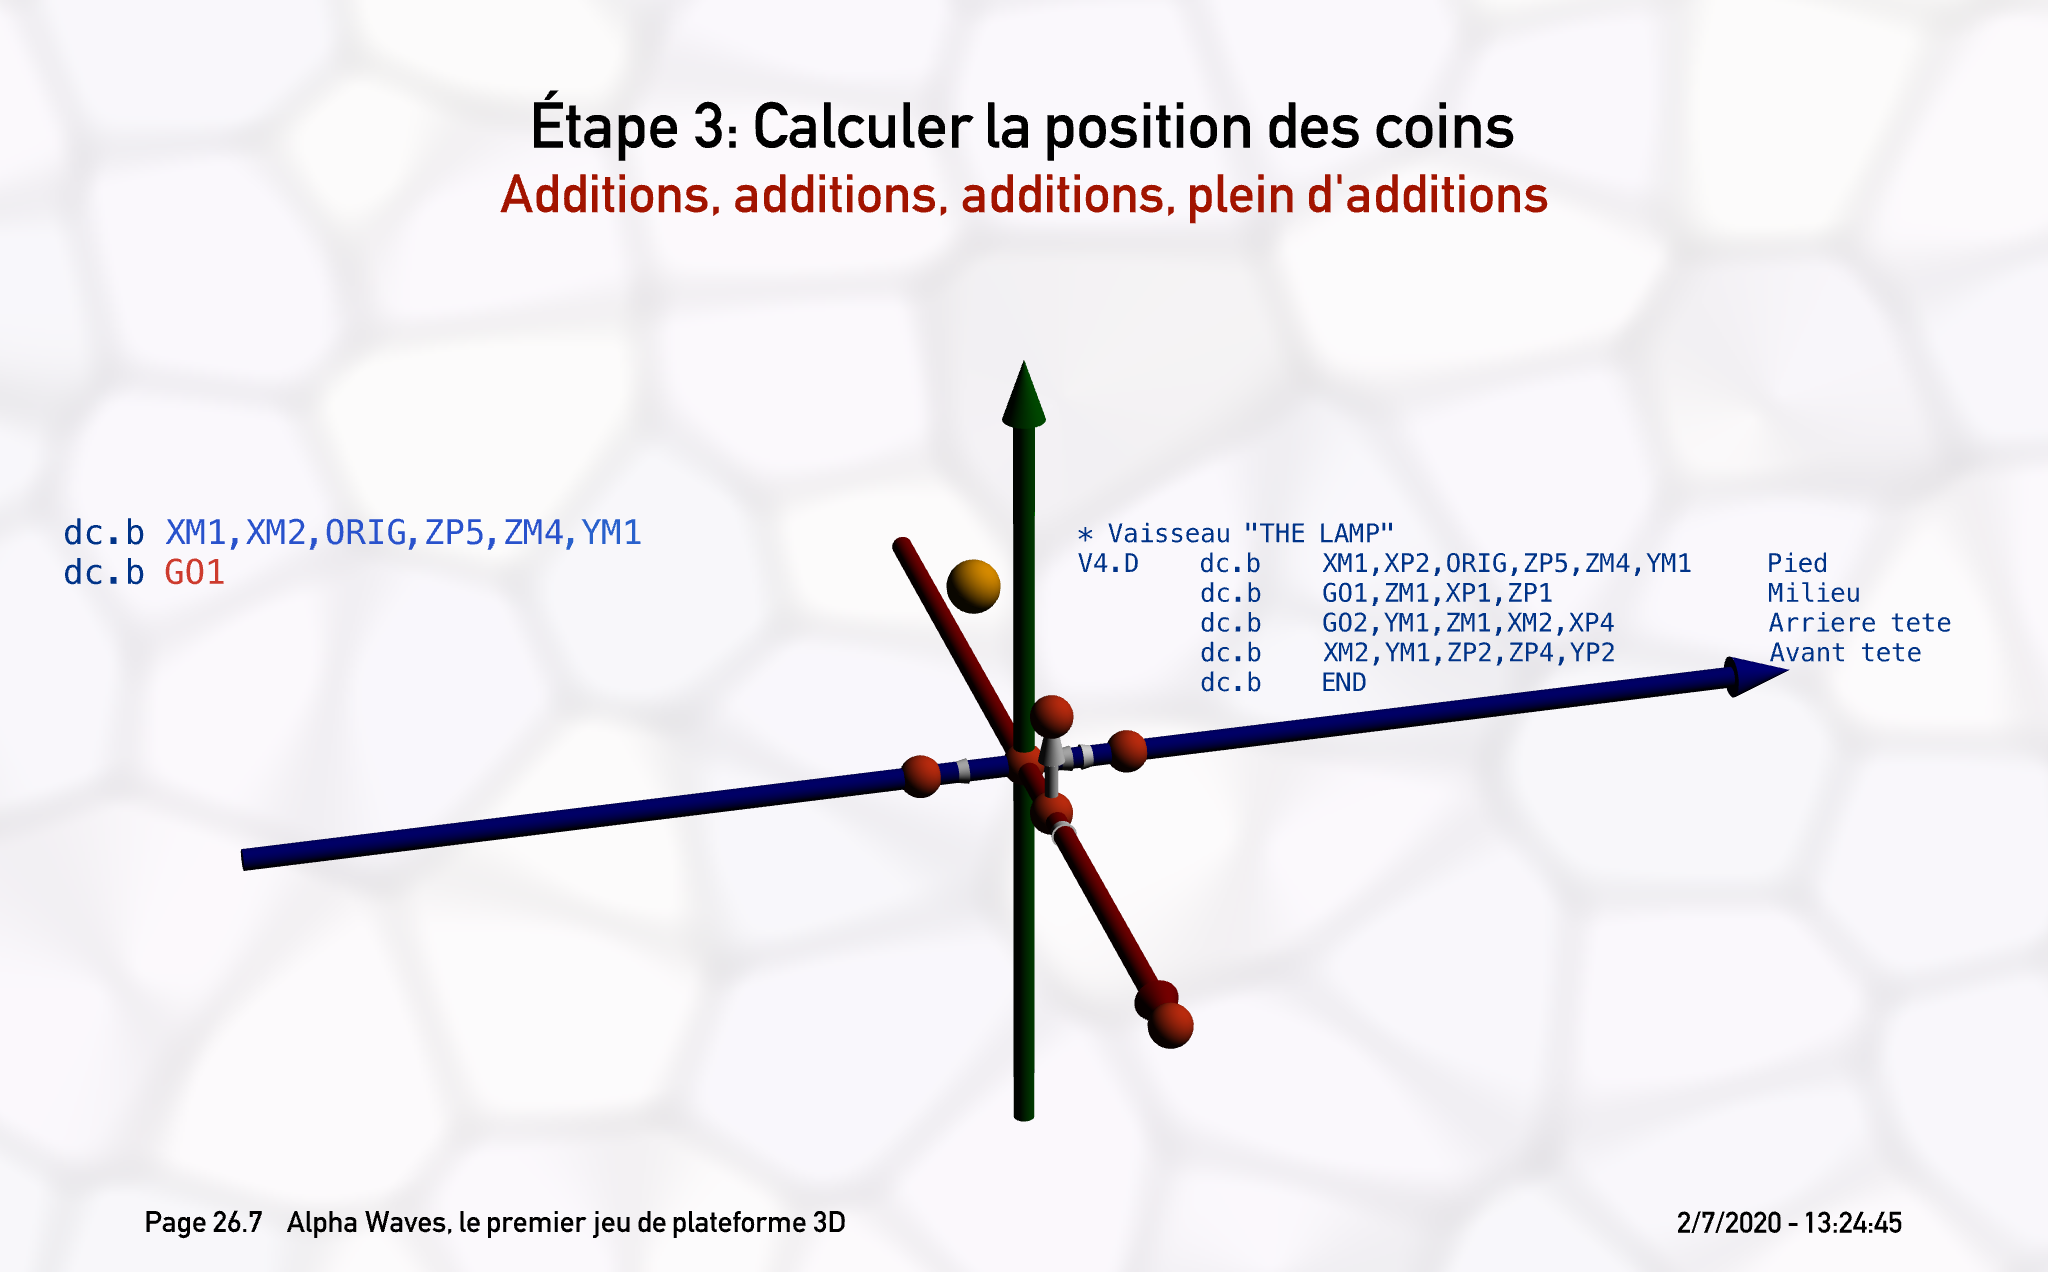 Étape 3: Calculer la position des coins
Additions, additions, additions, plein d'additions
dc.b XM1,XM2,ORIG,ZP5,ZM4,YM1
dc.b GO1
* Vaisseau "THE LAMP"
V4.D dc.b XM1,XP2,ORIG,ZP5,ZM4,YM1 Pied
dc.b GO1,ZM1,XP1,ZP1 Milieu
dc.b GO2,YM1,ZM1,XM2,XP4 Arriere tete
dc.b XM2,YM1,ZP2,ZP4,YP2 Avant tete
dc.b END
Page 26.7 Alpha Waves, le premier jeu de plateforme 3D
2/7/2020 - 13:24:45